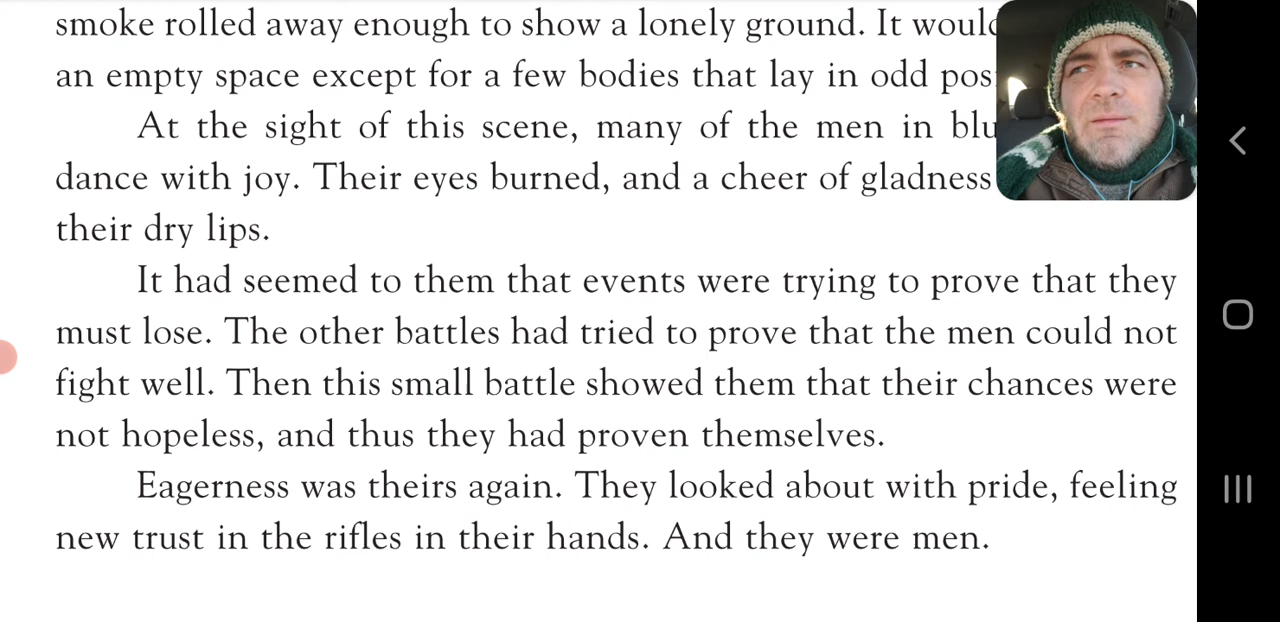 smoke rolled away enough to show a lonely ground. It would
an empty space except for a few bodies that lay in odd
At the sight of this scene, many of the men in
dance with joy. Their eyes burned, and a cheer of gladness
their dry lips.
It had seemed to them that events were trying to prove that they
must lose. The other battles had tried to prove that the men could not
fight well. Then this small battle showed them that their chances were
not hopeless, and thus they had proven themselves.
Eagerness was theirs again. They looked about with pride, feeling
new trust in the rifles in their hands. And they were men.